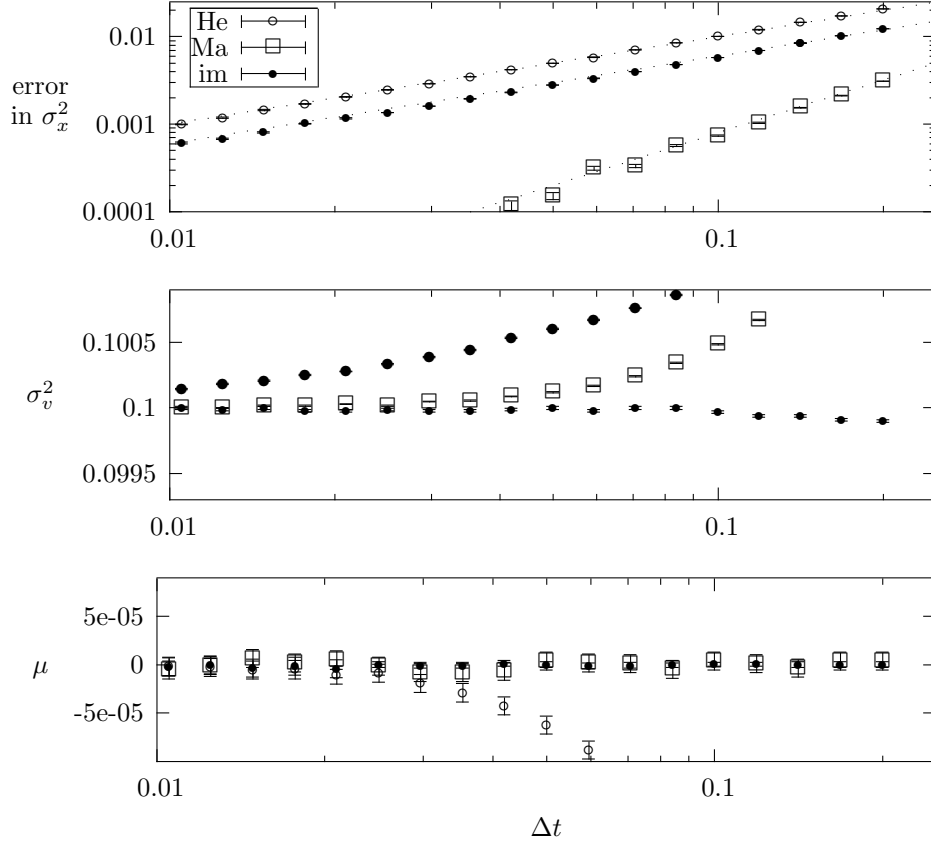 0.01
He
Ma
im
error
in σ_x^2
0.001
0.0001
0.01
0.1
0.1005
σ_v^2
0.1
0.0995
0.01
0.1
5e-05
μ
0
-5e-05
0.01
0.1
Δt